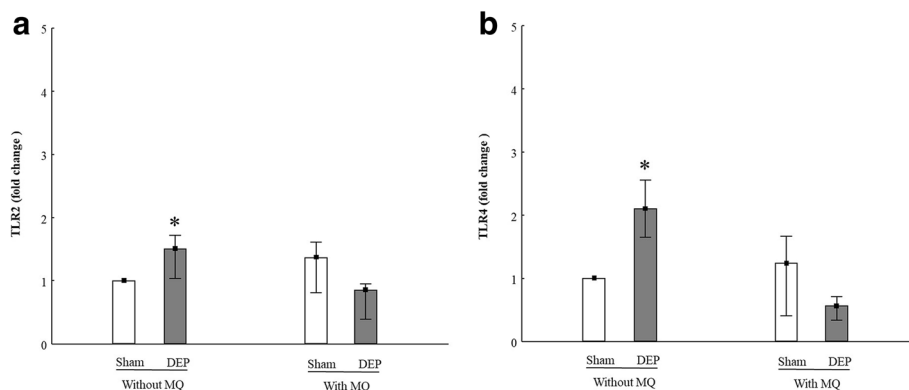 a
5
4
3
2
1
0
TLR2 (fold change )
*
Sham DEP Sham DEP
Without MQ With MQ
b
5
4
3
2
1
0
TLR4 (fold change )
*
Sham DEP Sham DEP
Without MQ With MQ